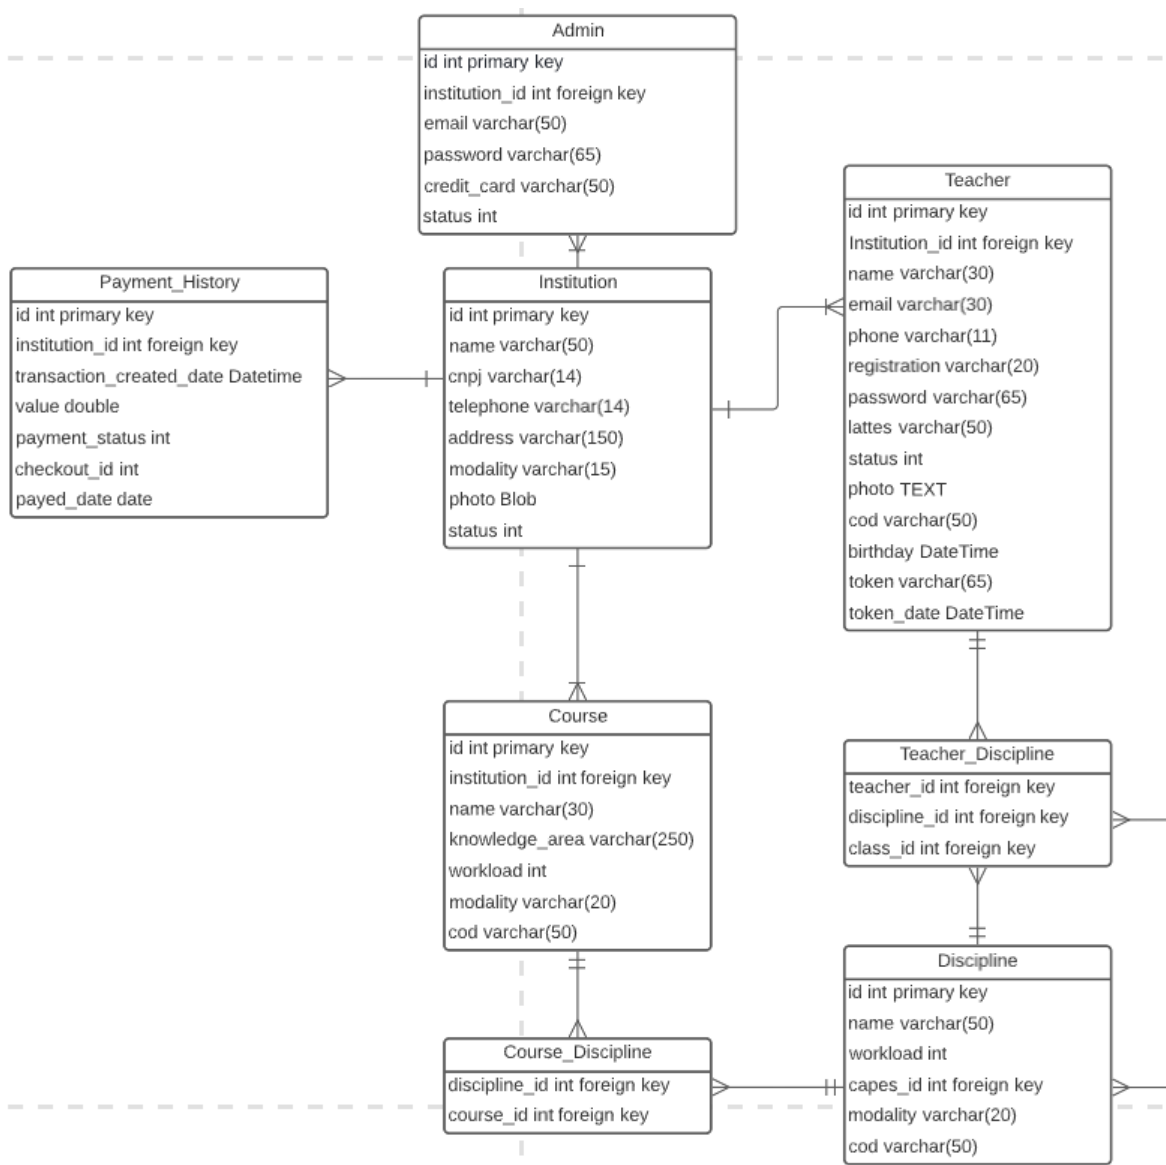 Admin
id int primary key
institution_id int foreign key
email varchar(50)
password varchar(65)
credit_card varchar(50)
status int
Payment_History
id int primary key
institution_id int foreign key
transaction_created_date Datetime
value double
payment_status int
checkout_id int
payed_date date
Institution
id int primary key
name varchar(50)
cnpj varchar(14)
telephone varchar(14)
address varchar(150)
modality varchar(15)
photo Blob
status int
Teacher
id int primary key
Institution_id int foreign key
name varchar(30)
email varchar(30)
phone varchar(11)
registration varchar(20)
password varchar(65)
lattes varchar(50)
status int
photo TEXT
cod varchar(50)
birthday DateTime
token varchar(65)
token_date DateTime
Course
id int primary key
institution_id int foreign key
name varchar(30)
knowledge_area varchar(250)
workload int
modality varchar(20)
cod varchar(50)
Teacher_Discipline
teacher_id int foreign key
discipline_id int foreign key
class_id int foreign key
Course_Discipline
discipline_id int foreign key
course_id int foreign key
Discipline
id int primary key
name varchar(50)
workload int
capes_id int foreign key
modality varchar(20)
cod varchar(50)